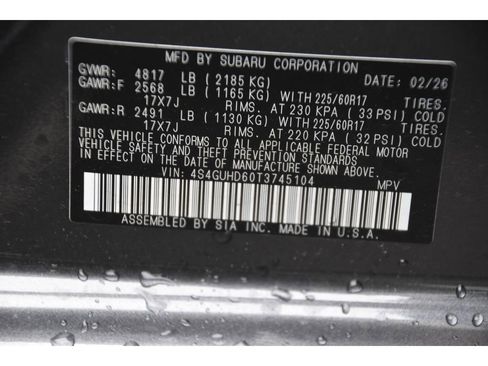 MFD BY SUBARU CORPORATION
GVWR: 4817 LB (2185 KG) DATE: 02/26
GAWR:F 2568 LB (1165 KG) WITH 225/60R17 TIRES.
17X7J RIMS. AT 230 KPA (33 PSI) COLD
GAWR:R 2491 LB (1130 KG) WITH 225/60R17 TIRES.
17X7J RIMS. AT 220 KPA (32 PSI) COLD
THIS VEHICLE CONFORMS TO ALL APPLICABLE FEDERAL MOTOR
VEHICLE SAFETY, BUMPER, AND THEFT PREVENTION STANDARDS
IN EFFECT ON THE DATE OF MANUFACTURE SHOWN ABOVE.
VIN: 4S4GUHD60T3745104 MPV
ASSEMBLED BY SIA INC. MADE IN U.S.A.